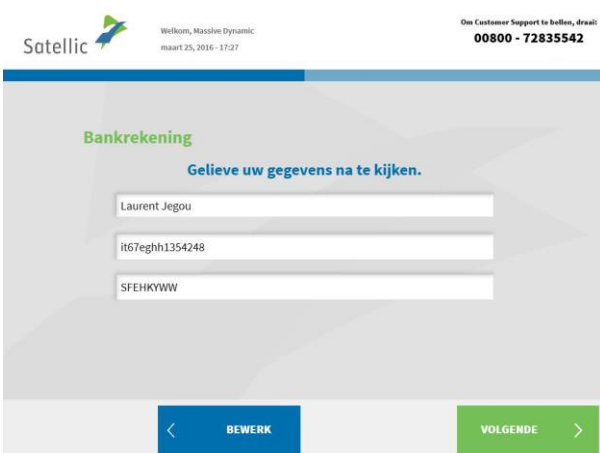 Satellic
Welkom, Massive Dynamic
maart 25, 2016 - 17:27
Om Customer Support te bellen, draai:
00800 - 72835542
Bankrekening
Gelieve uw gegevens na te kijken.
Laurent Jegou
it67eghh1354248
SFEHKYWW
BEWERK
VOLGENDE